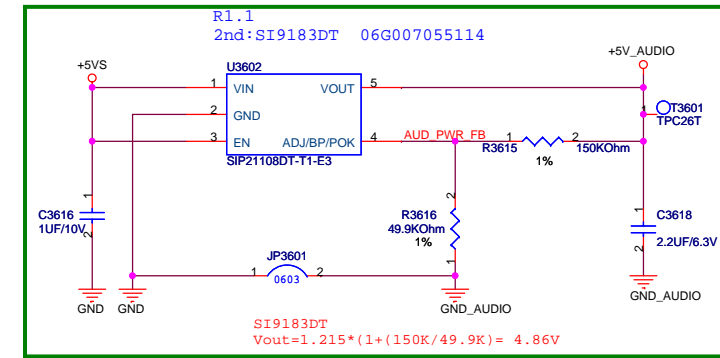 R1.1
2nd:SI9183DT 06G007055114
+5VS
+5V_AUDIO
U3602
1 VIN VOUT 5
2 GND
3 EN ADJ/BP/POK 4
SIP21108DT-T1-E3
AUD_PWR_FB
1 2
R3615
150KOhm
1%
1
T3601
TPC26T
C3616
1UF/10V
1
2
R3616
49.9KOhm
1%
2
1
C3618
2.2UF/6.3V
1
2
JP3601
1 2
0603
GND
GND
GND_AUDIO
GND_AUDIO
SI9183DT
Vout=1.215*(1+(150K/49.9K)= 4.86V